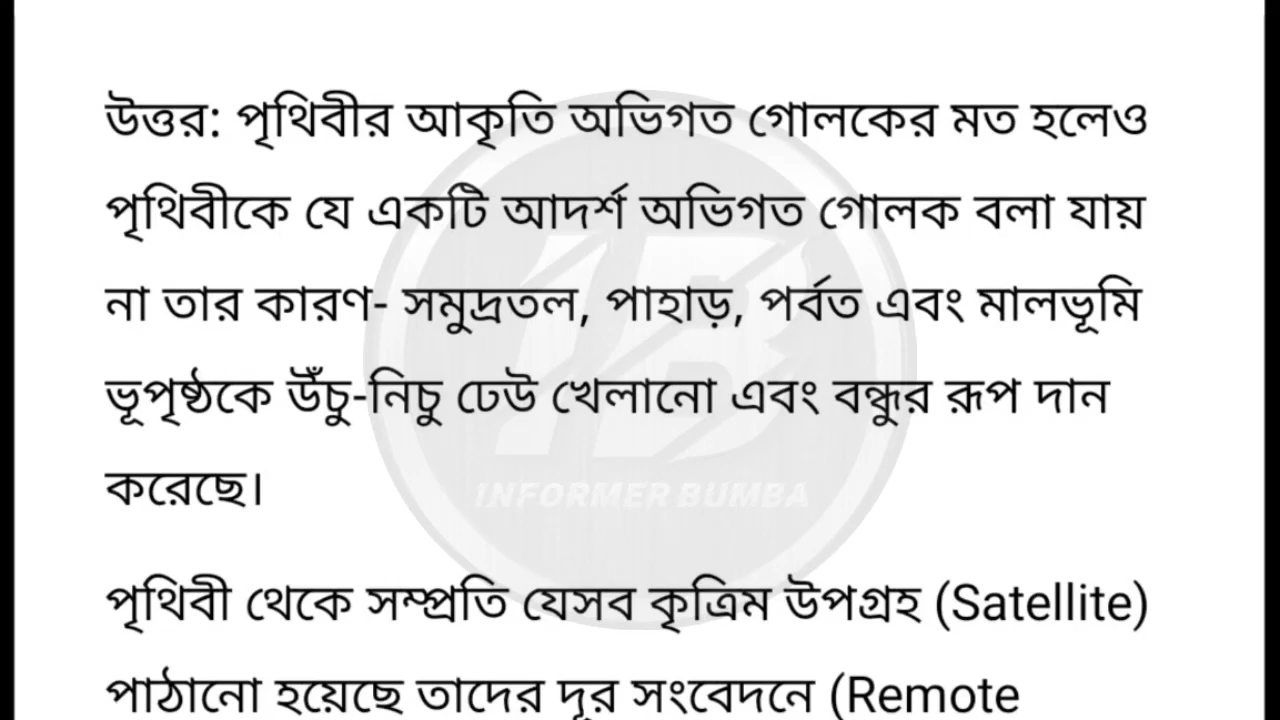 উত্তর: পৃথিবীর আকৃতি অভিগত গোলকের মত হলেও
পৃথিবীকে যে একটি আদর্শ অভিগত গোলক বলা যায়
না তার কারণ- সমুদ্রতল, পাহাড়, পর্বত এবং মালভূমি
ভূপৃষ্ঠকে উঁচু-নিচু ঢেউ খেলানো এবং বন্ধুর রূপ দান
করেছে।
INFORMER BUMBA
পৃথিবী থেকে সম্প্রতি যেসব কৃত্রিম উপগ্রহ (Satellite)
পাঠানো হয়েছে তাদের দূর সংবেদনে (Remote